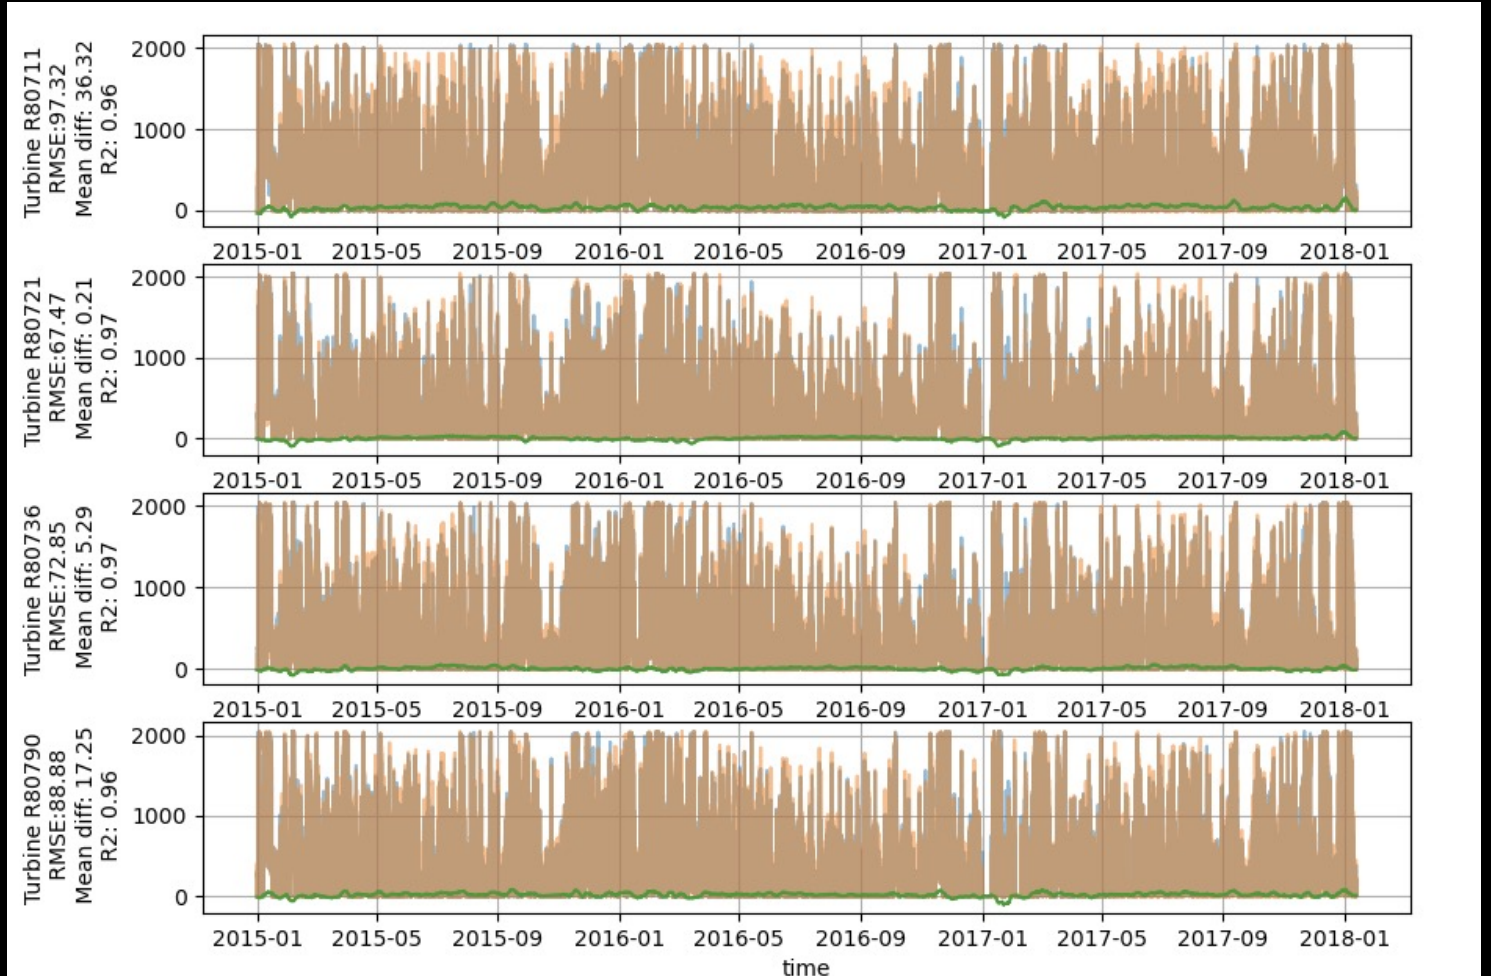 Turbine R80711
RMSE:97.32
Mean diff: 36.32
R2: 0.96
2000
1000
0
2015-01 2015-05 2015-09 2016-01 2016-05 2016-09 2017-01 2017-05 2017-09 2018-01
Turbine R80721
RMSE:67.47
Mean diff: 0.21
R2: 0.97
2000
1000
0
2015-01 2015-05 2015-09 2016-01 2016-05 2016-09 2017-01 2017-05 2017-09 2018-01
Turbine R80736
RMSE:72.85
Mean diff: 5.29
R2: 0.97
2000
1000
0
2015-01 2015-05 2015-09 2016-01 2016-05 2016-09 2017-01 2017-05 2017-09 2018-01
Turbine R80790
RMSE:88.88
Mean diff: 17.25
R2: 0.96
2000
1000
0
2015-01 2015-05 2015-09 2016-01 2016-05 2016-09 2017-01 2017-05 2017-09 2018-01
time